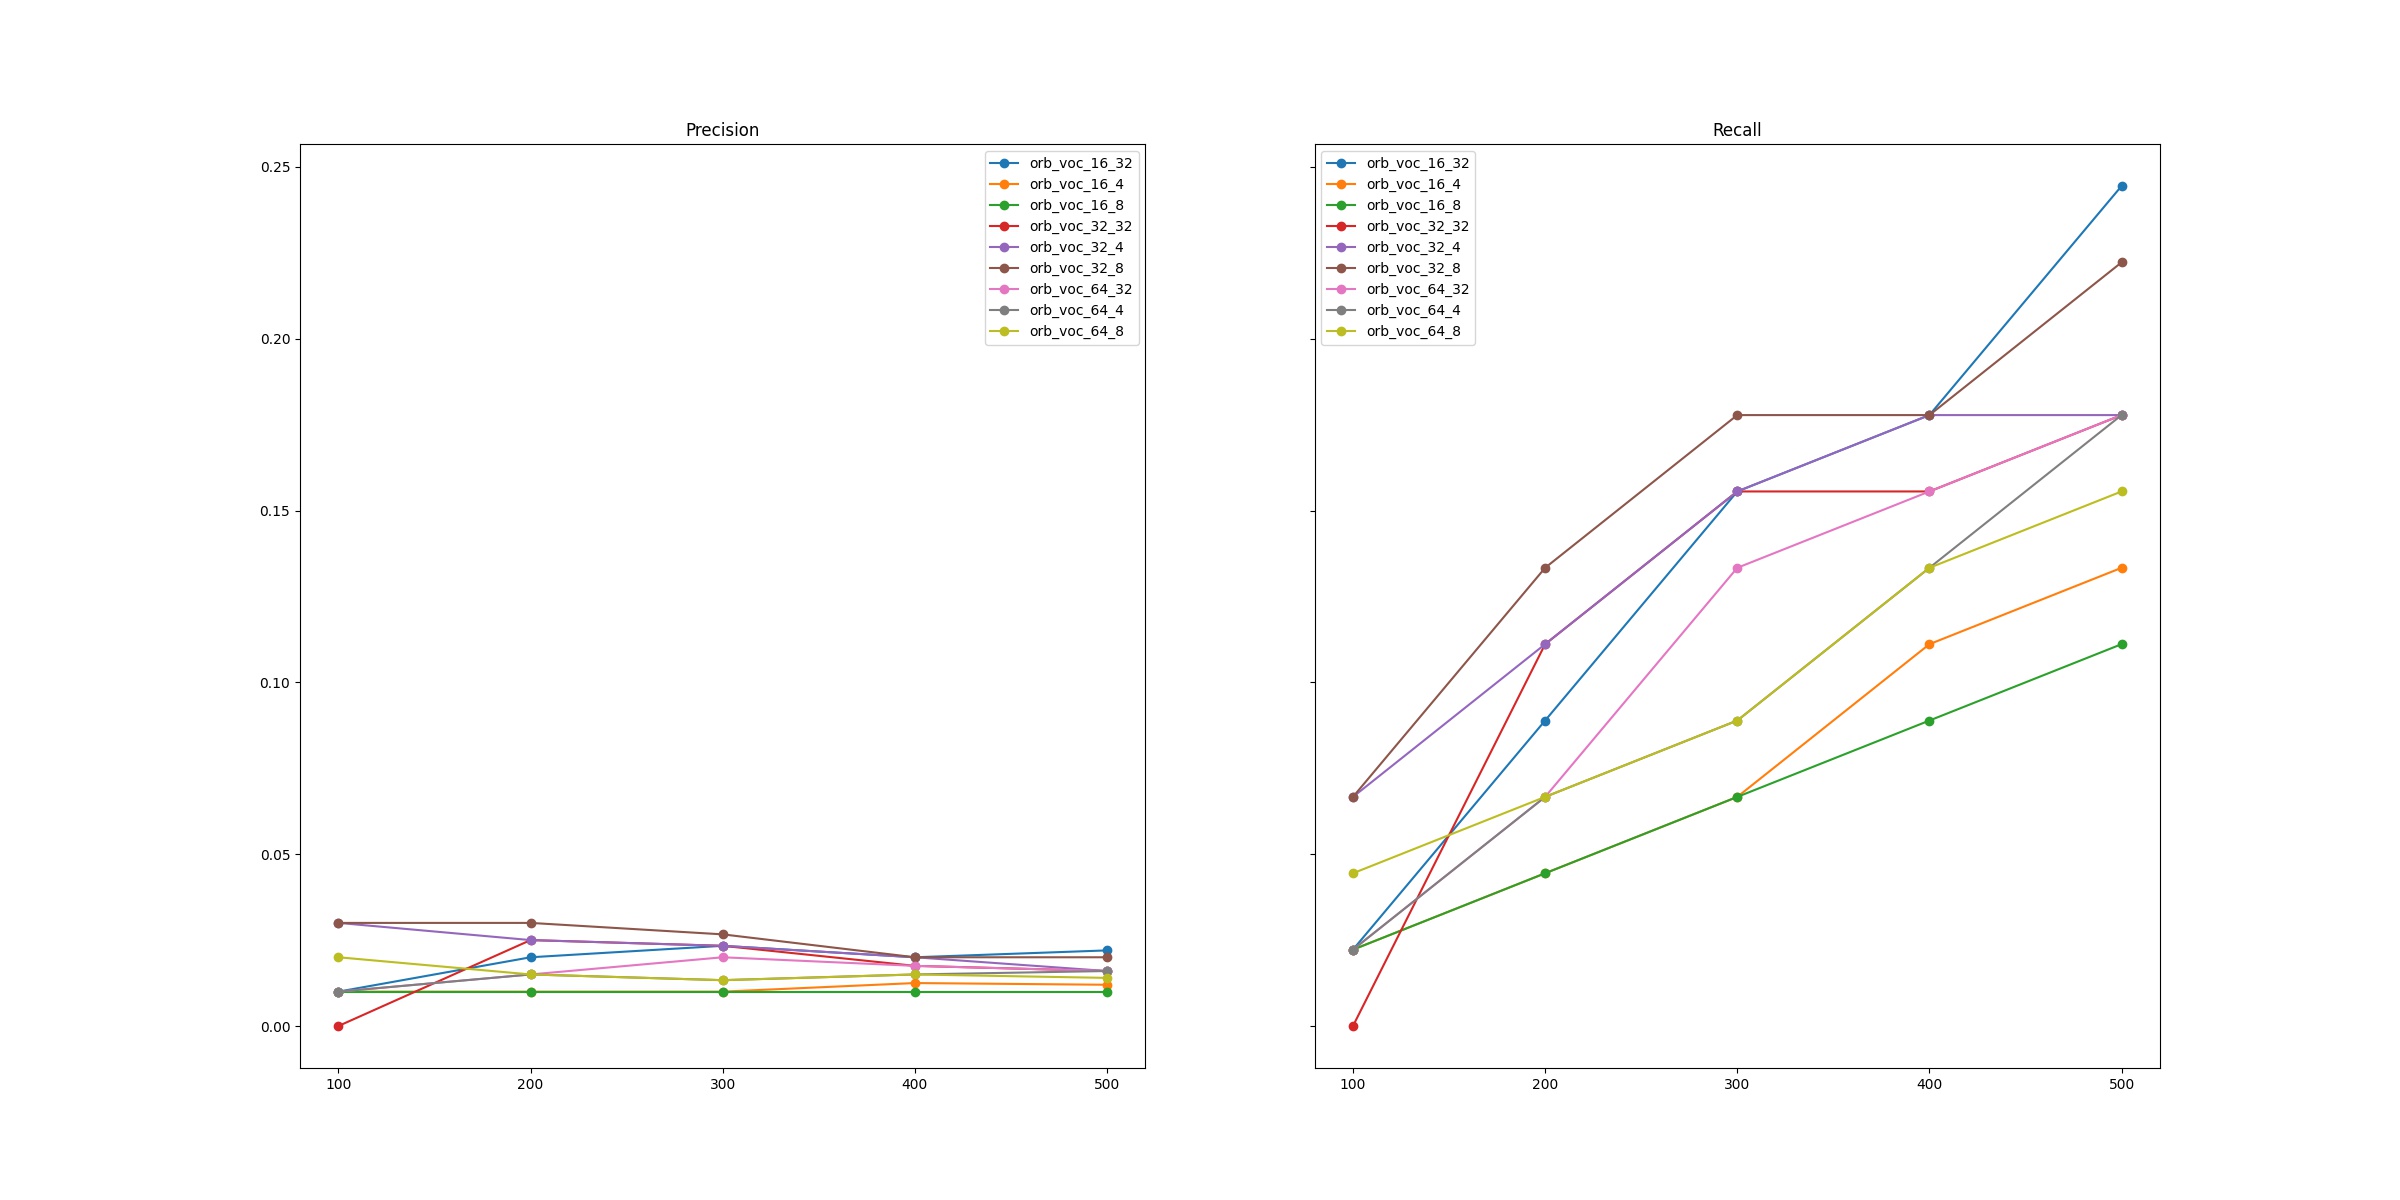 Precision
0.25
0.20
0.15
0.10
0.05
0.00
100 200 300 400 500
orb_voc_16_32
orb_voc_16_4
orb_voc_16_8
orb_voc_32_32
orb_voc_32_4
orb_voc_32_8
orb_voc_64_32
orb_voc_64_4
orb_voc_64_8
Recall
orb_voc_16_32
orb_voc_16_4
orb_voc_16_8
orb_voc_32_32
orb_voc_32_4
orb_voc_32_8
orb_voc_64_32
orb_voc_64_4
orb_voc_64_8
100 200 300 400 500